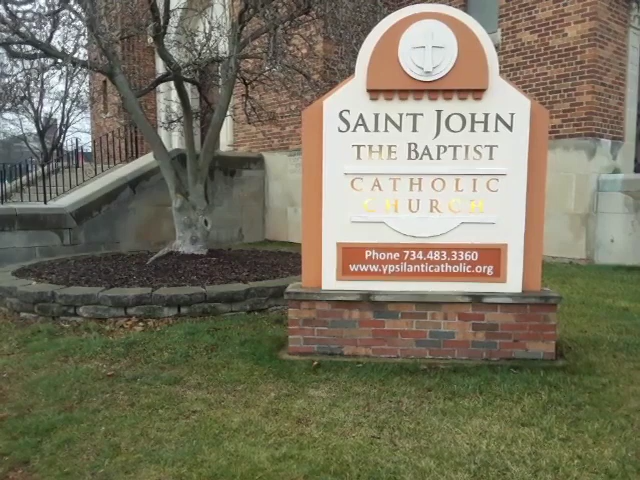 SAINT JOHN
THE BAPTIST
CATHOLIC
CHURCH
Phone 734.483.3360
www.ypsilanticatholic.org